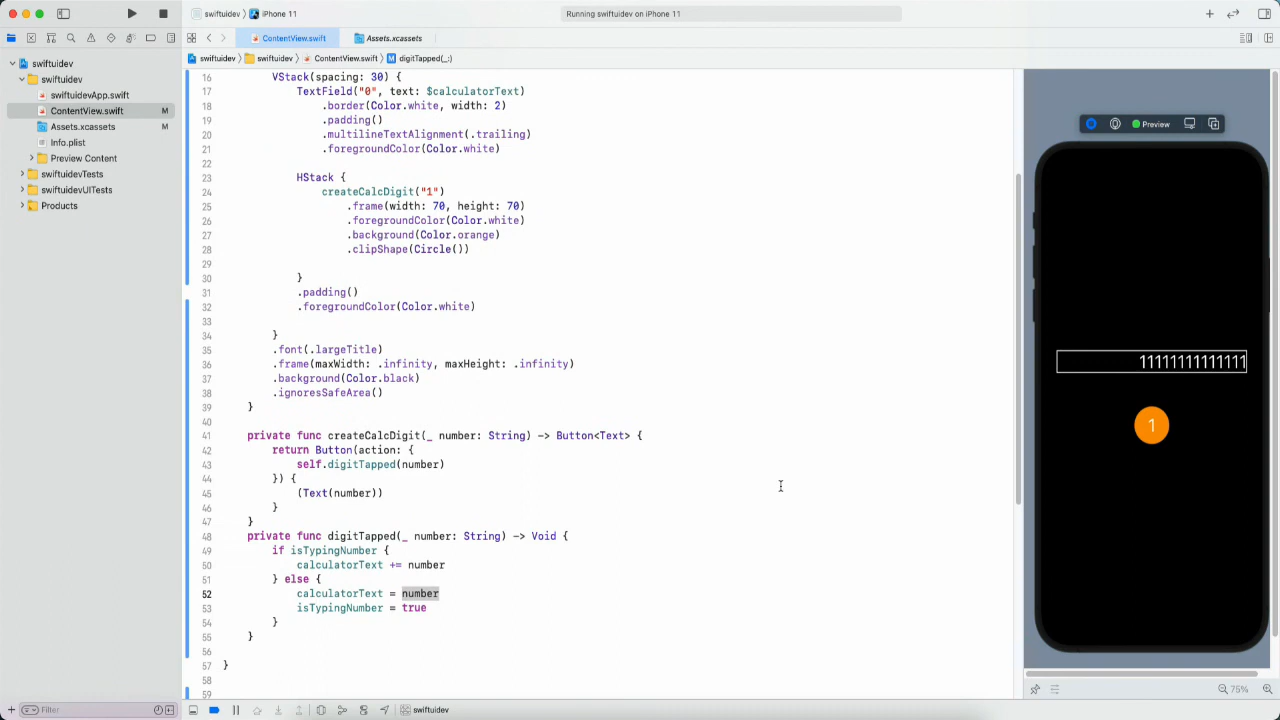 swiftuidev 〉 iPhone 11
Running swiftuidev on iPhone 11
ContentView.swift
Assets.xcassets
swiftuidev 〉 swiftuidev 〉 ContentView.swift 〉 M digitTapped(_:)
swiftuidev
swiftuidev
swiftuidevApp.swift
ContentView.swift M
Assets.xcassets M
Info.plist
Preview Content
swiftuidevTests
swiftuidevUITests
Products
16 VStack(spacing: 30) {
17 TextField("0", text: $calculatorText)
18 .border(Color.white, width: 2)
19 .padding()
20 .multilineTextAlignment(.trailing)
21 .foregroundColor(Color.white)
22
23 HStack {
24 createCalcDigit("1")
25 .frame(width: 70, height: 70)
26 .foregroundColor(Color.white)
27 .background(Color.orange)
28 .clipShape(Circle())
29
30 }
31 .padding()
32 .foregroundColor(Color.white)
33
34 }
35 .font(.largeTitle)
36 .frame(maxWidth: .infinity, maxHeight: .infinity)
37 .background(Color.black)
38 .ignoresSafeArea()
39 }
40
41 private func createCalcDigit(_ number: String) -> Button<Text> {
42 return Button(action: {
43 self.digitTapped(number)
44 }) {
45 (Text(number))
46 }
47 }
48 private func digitTapped(_ number: String) -> Void {
49 if isTypingNumber {
50 calculatorText += number
51 } else {
52 calculatorText = number
53 isTypingNumber = true
54 }
55 }
56
57 }
58
59
Preview
11111111111111
1
Filter
swiftuidev
75%